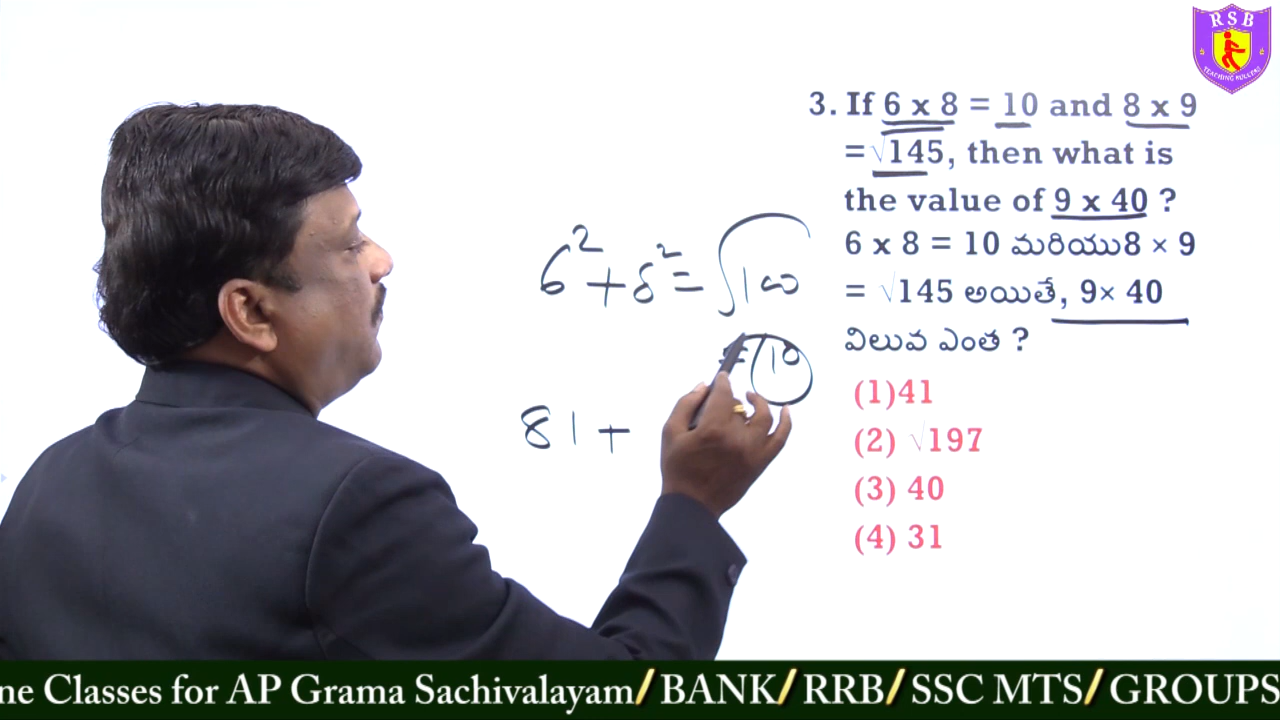 RSB
TEACHING BULLERZ
3. If 6 x 8 = 10 and 8 x 9
= √145, then what is
the value of 9 x 40 ?
6 x 8 = 10 మరియు8 × 9
= √145 అయితే, 9× 40
విలువ ఎంత ?
(1)41
(2) √197
(3) 40
(4) 31
6² + 8² = √100
= 10
81 +
ne Classes for AP Grama Sachivalayam/ BANK/ RRB/ SSC MTS/ GROUPS